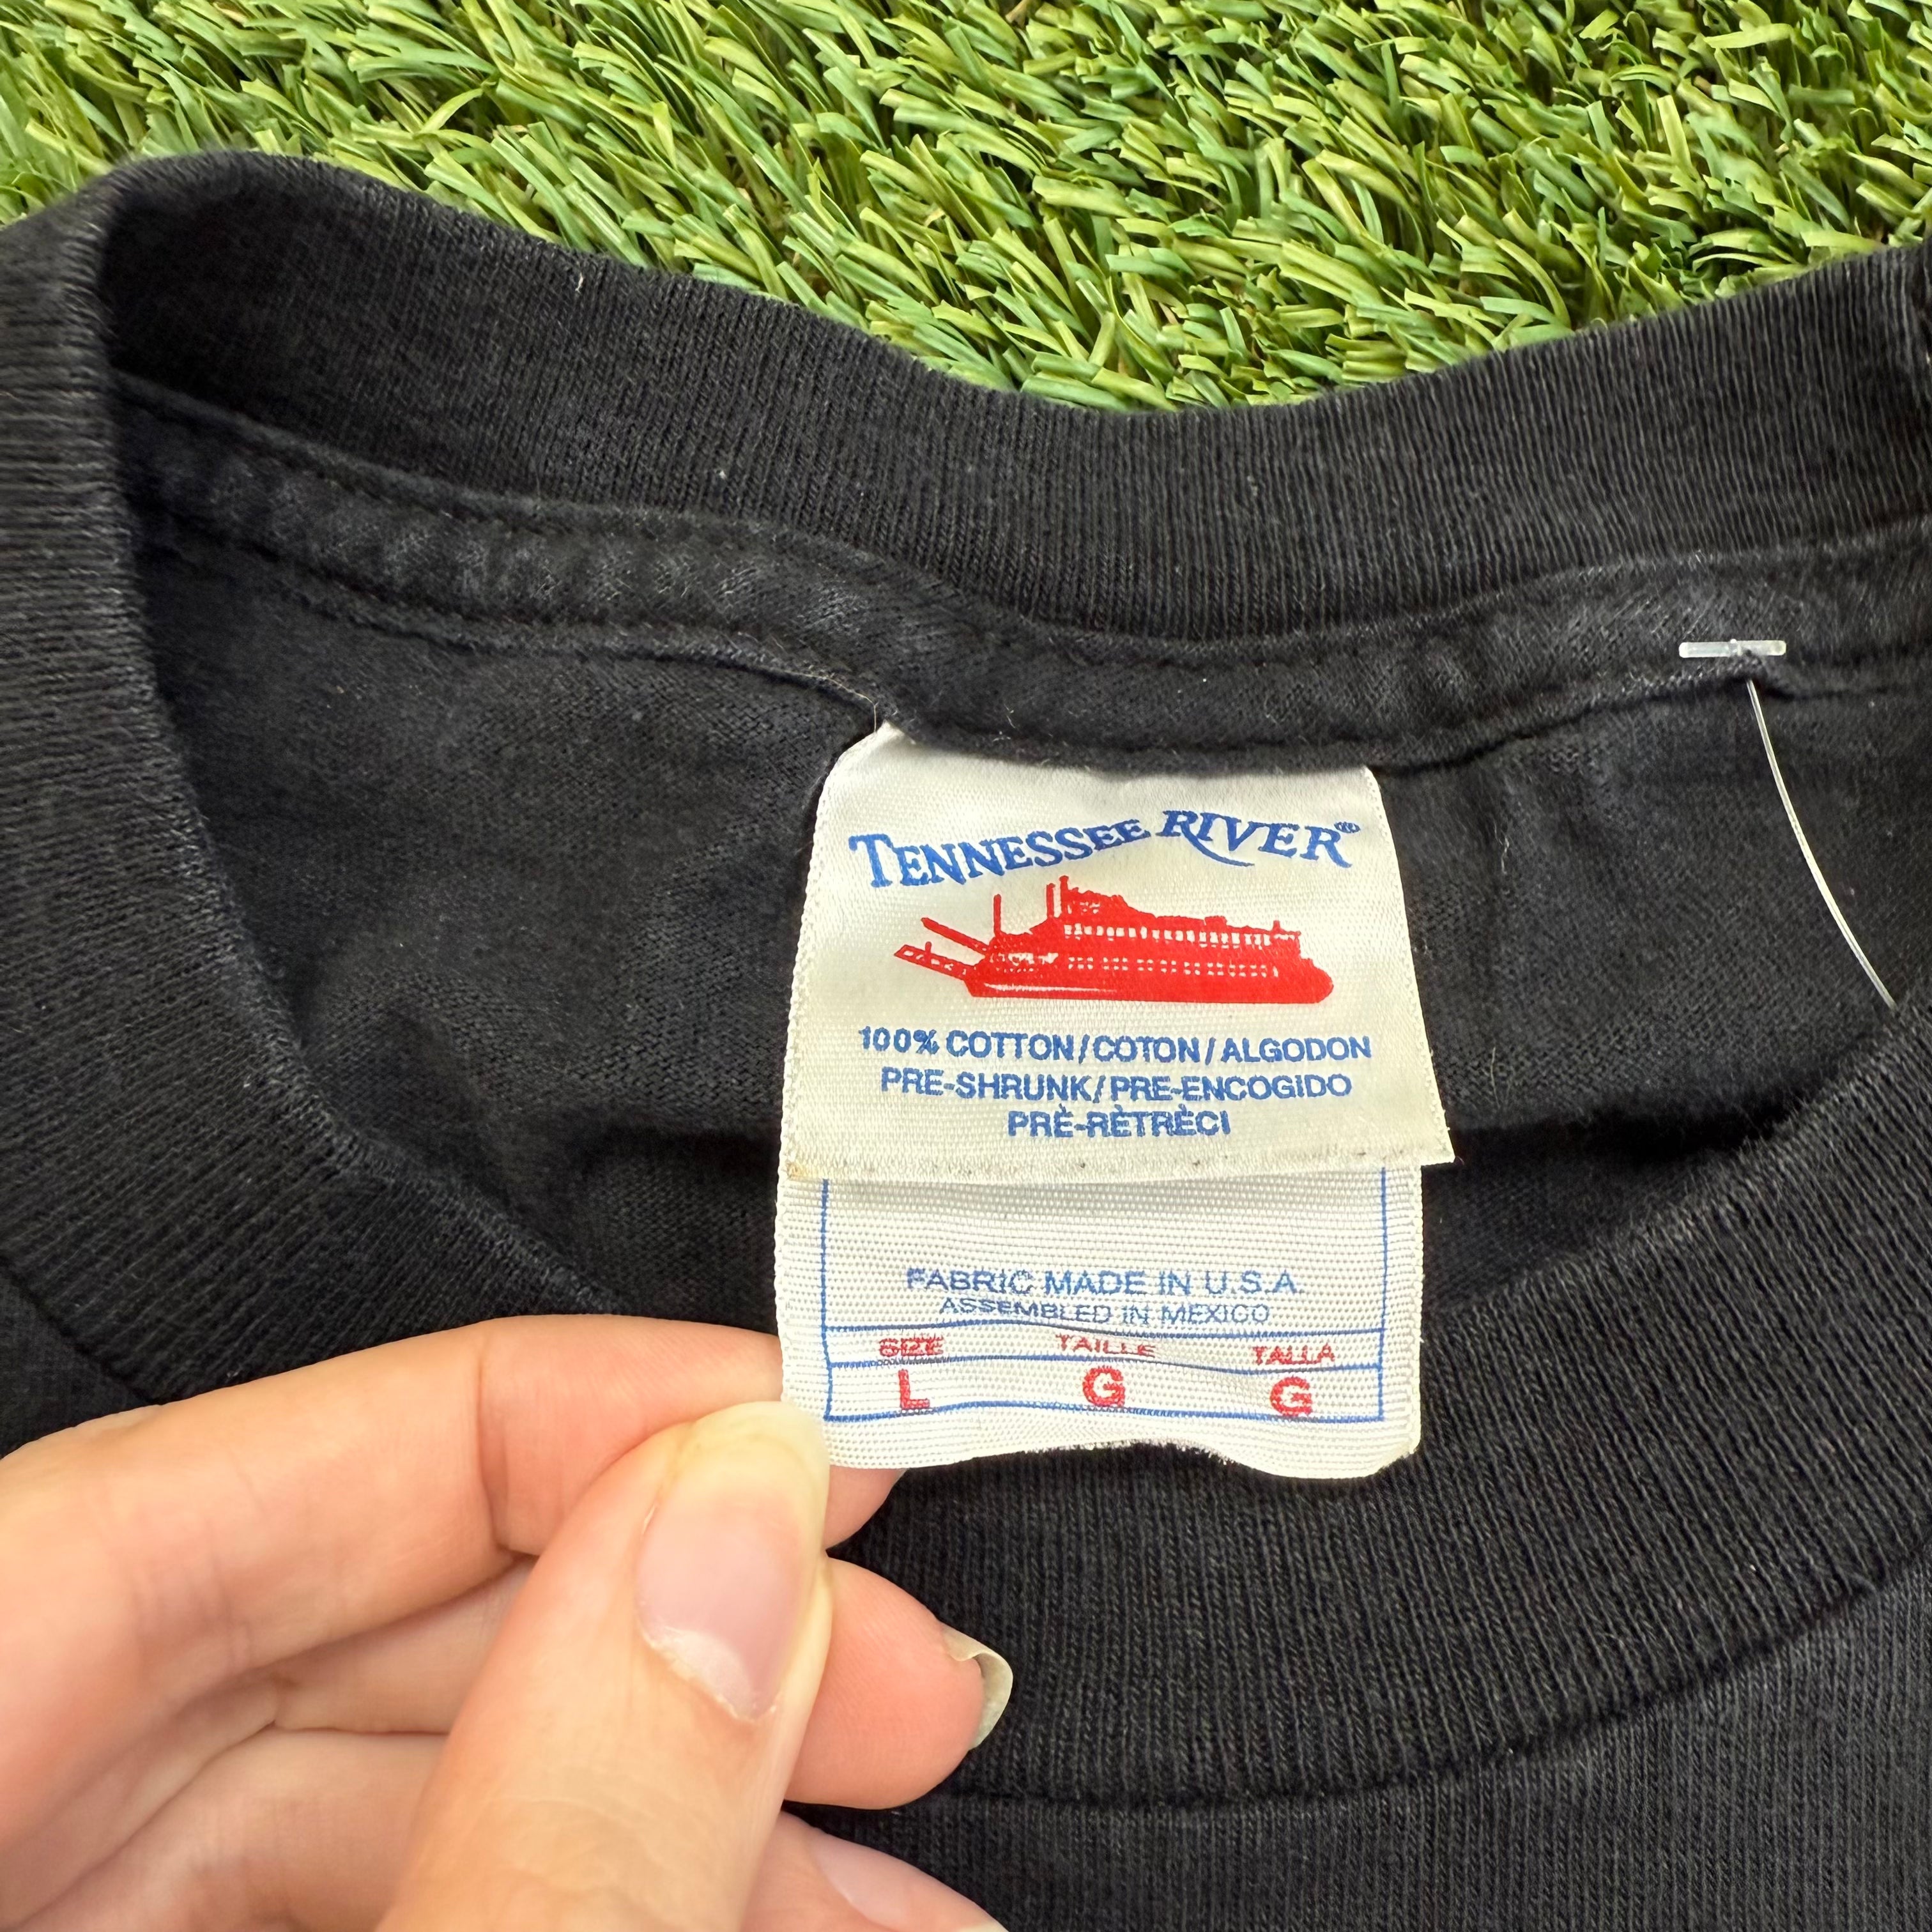 TENNESSEE RIVER®
100% COTTON/COTON/ALGODON
PRE-SHRUNK/PRE-ENCOGIDO
PRÈ-RÈTRÈCI
FABRIC MADE IN U.S.A.
ASSEMBLED IN MEXICO
SIZE TAILLE TALLA
L G G